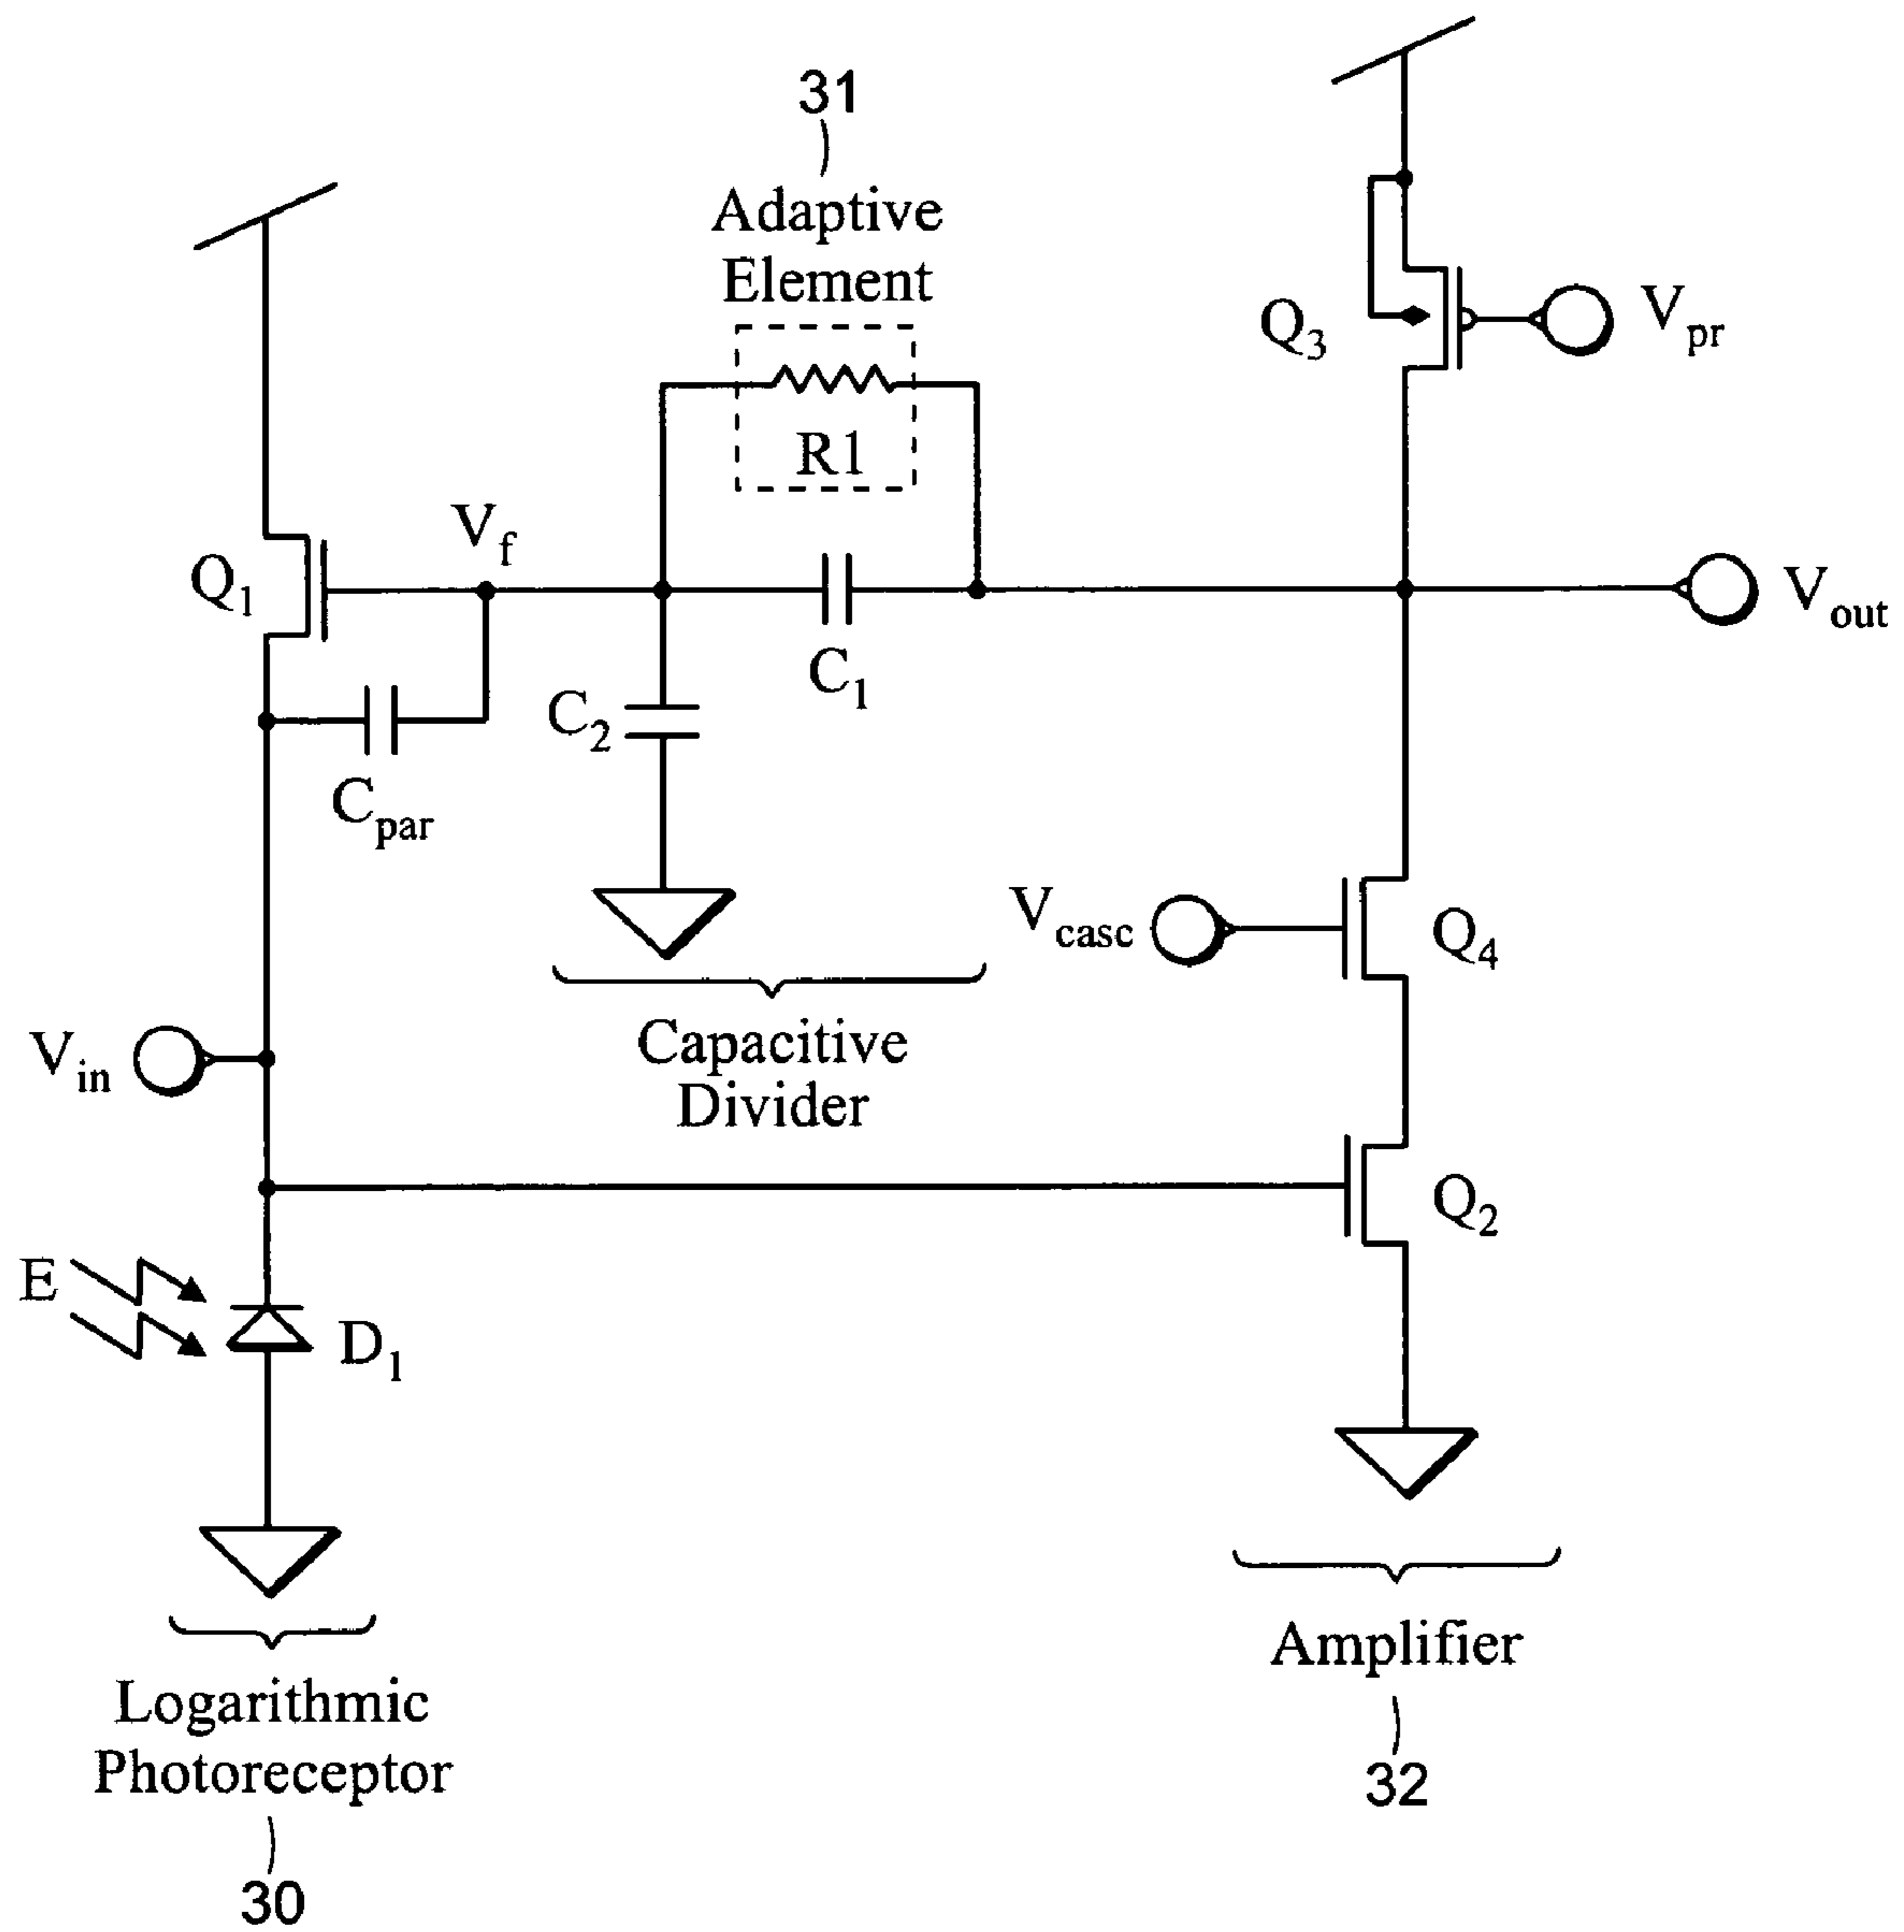 31
Adaptive
Element
R1
Q3
Vpr
Vf
Q1
C1
Vout
C2
Cpar
Vcasc
Q4
Capacitive
Divider
Vin
Q2
E
D1
Amplifier
32
Logarithmic
Photoreceptor
30